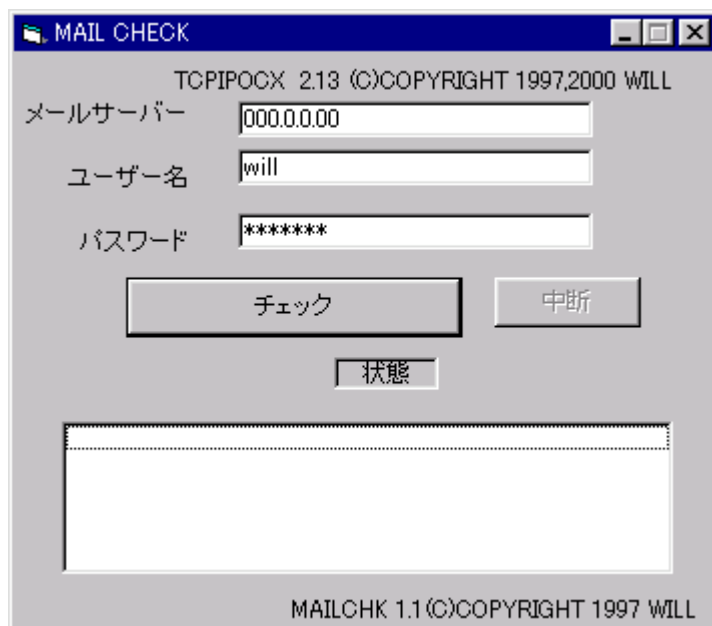 MAIL CHECK
TCPIPOCX 2.13 (C)COPYRIGHT 1997,2000 WILL
メールサーバー 000.0.0.00
ユーザー名 will
パスワード *******
チェック 中断
状態
MAILCHK 1.1(C)COPYRIGHT 1997 WILL